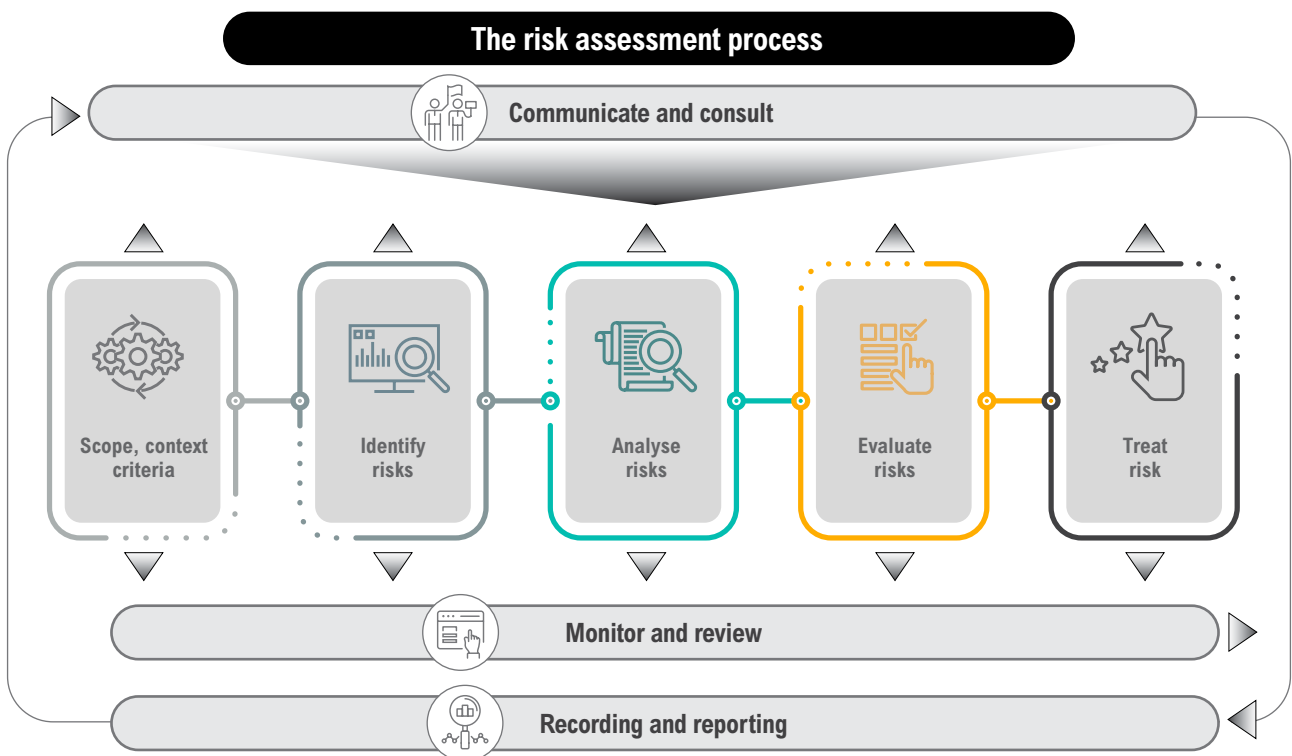 The risk assessment process
Communicate and consult
Scope, context
criteria
Identify
risks
Analyse
risks
Evaluate
risks
Treat
risk
Monitor and review
Recording and reporting